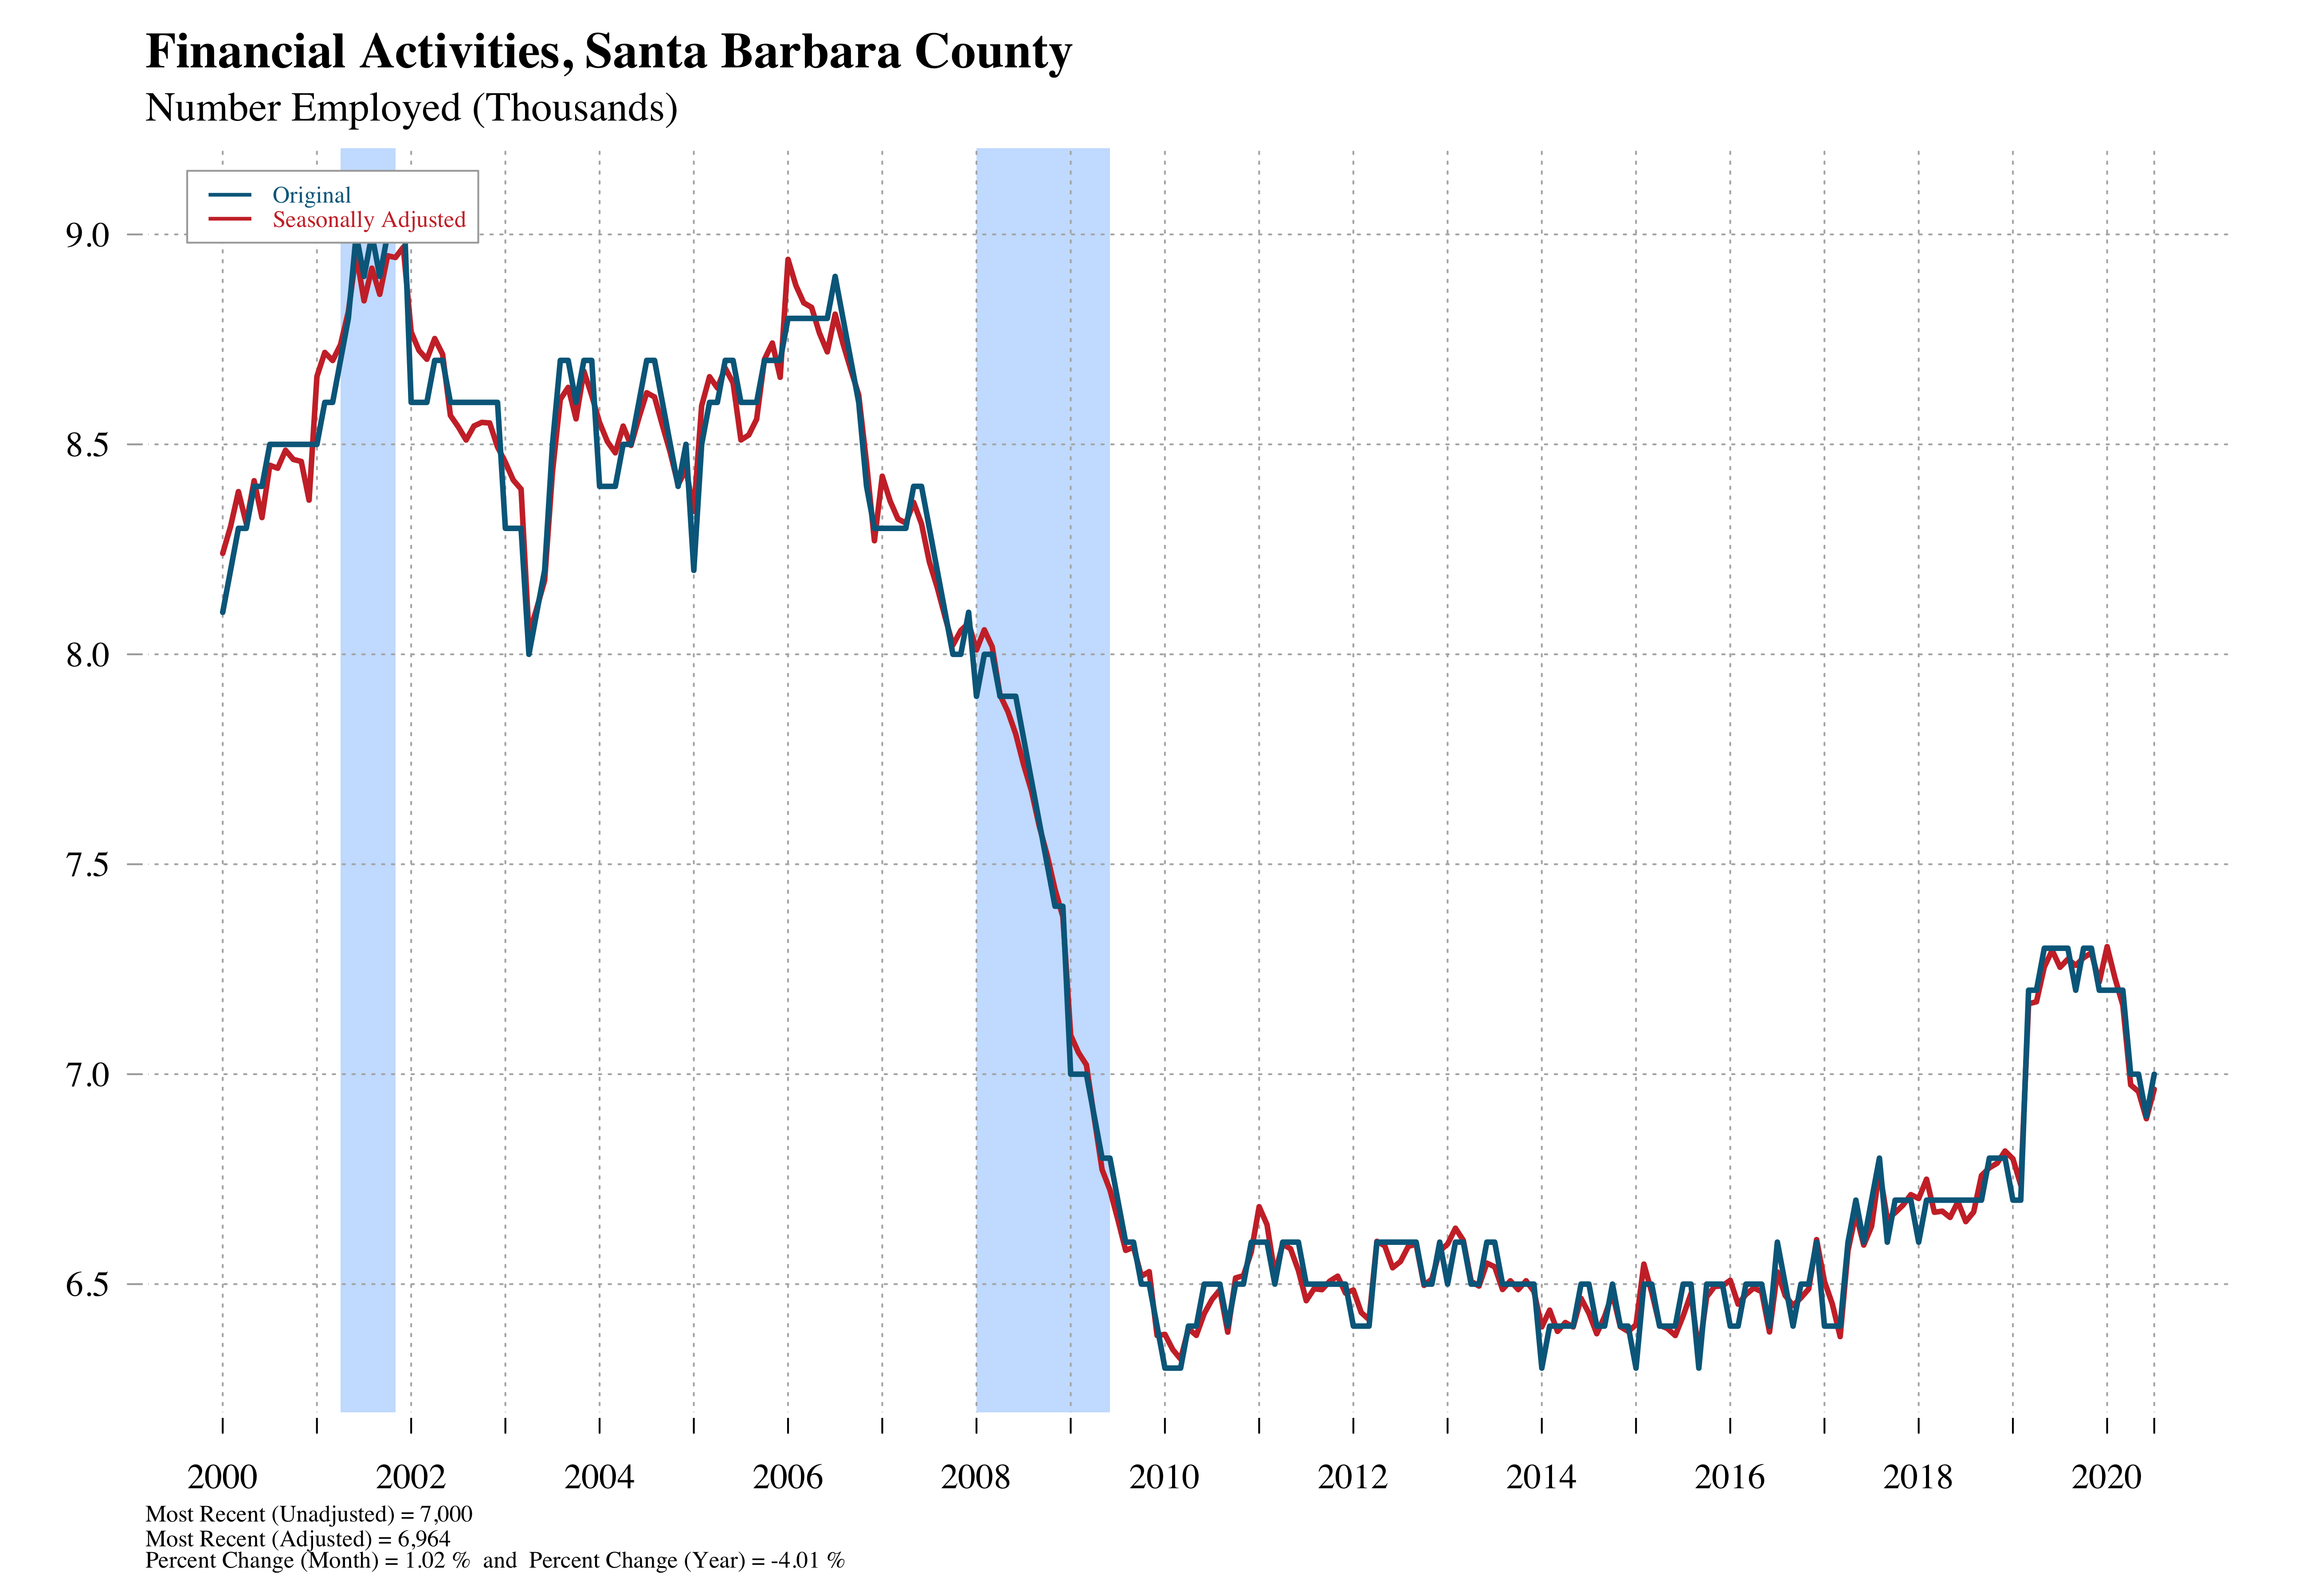 Financial Activities, Santa Barbara County
Number Employed (Thousands)
Original
Seasonally Adjusted
9.0
8.5
8.0
7.5
7.0
6.5
2000 2002 2004 2006 2008 2010 2012 2014 2016 2018 2020
Most Recent (Unadjusted) = 7,000
Most Recent (Adjusted) = 6,964
Percent Change (Month) = 1.02 % and Percent Change (Year) = -4.01 %